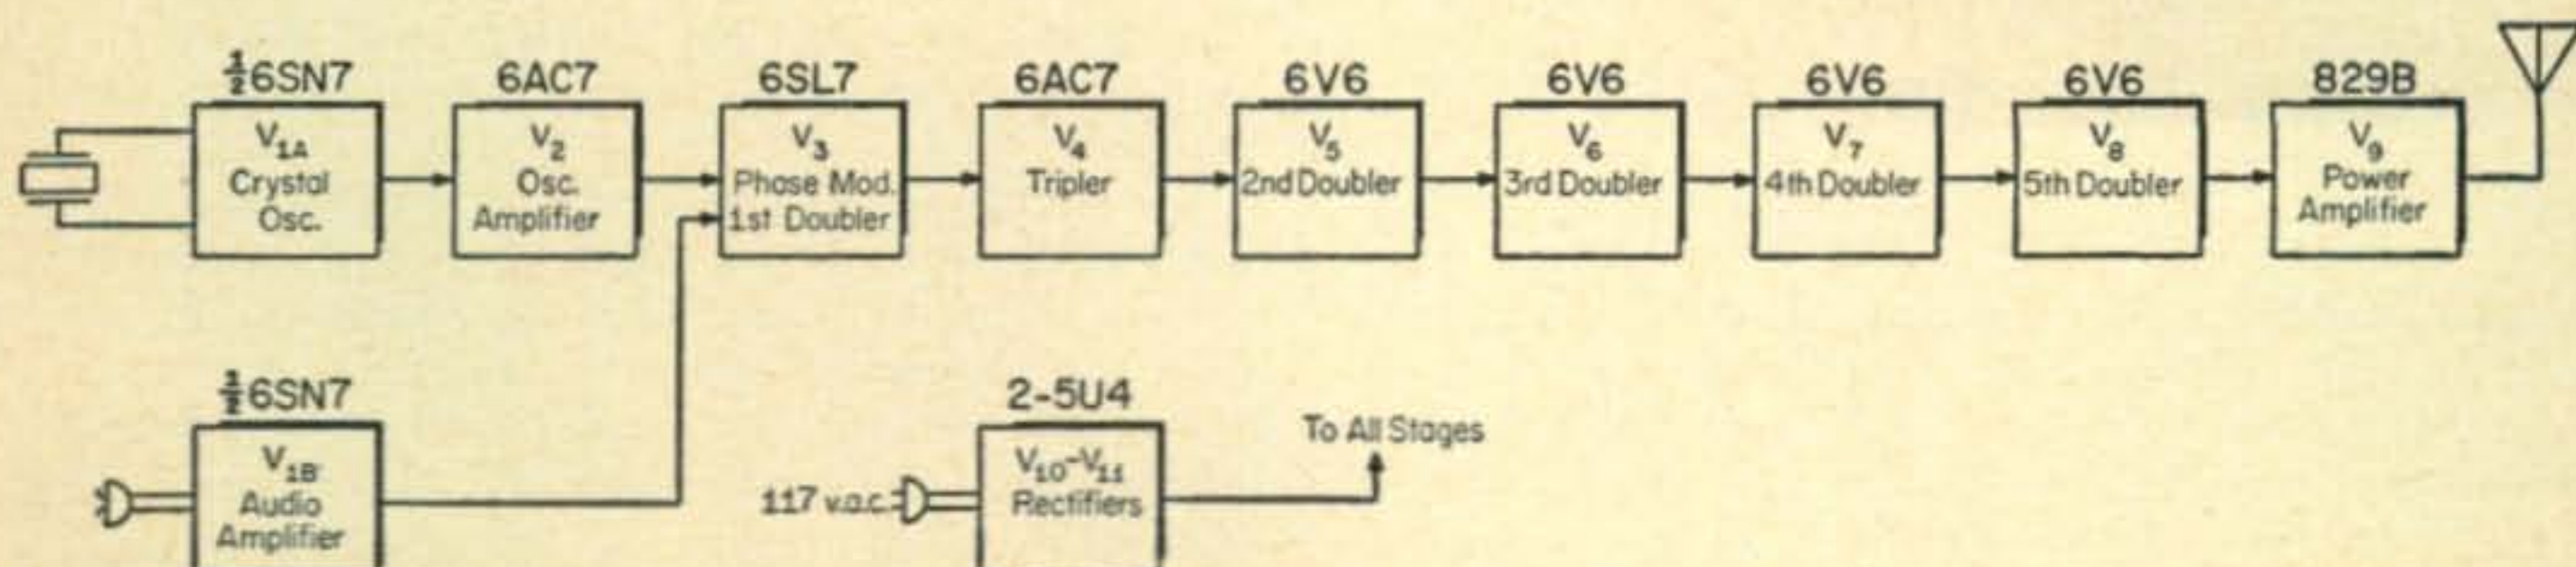 ½6SN7
V1A
Crystal
Osc.
6AC7
V2
Osc.
Amplifier
6SL7
V3
Phase Mod.
1st Doubler
6AC7
V4
Tripler
6V6
V5
2nd Doubler
6V6
V6
3rd Doubler
6V6
V7
4th Doubler
6V6
V8
5th Doubler
829B
V9
Power
Amplifier
½6SN7
V1B
Audio
Amplifier
117 v.a.c.
2-5U4
V10-V11
Rectifiers
To All Stages